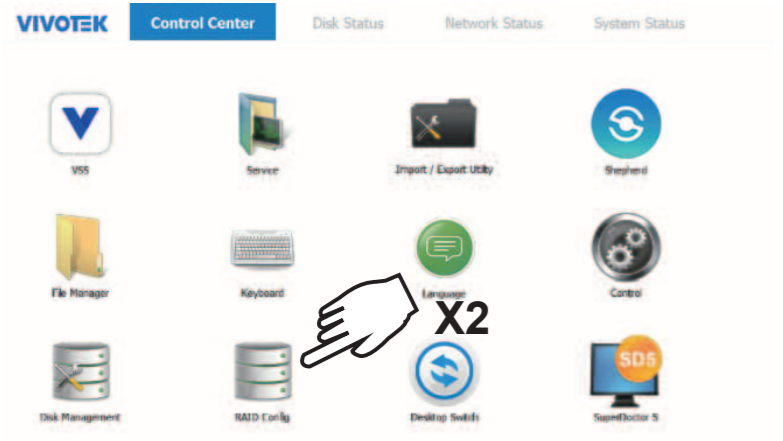 VIVOTEK Control Center Disk Status Network Status System Status
VSS Service Import / Export Utility Shepherd
File Manager Keyboard Language Control
X2
SD5
Disk Management RAID Config Desktop Switch SuperDoctor 5